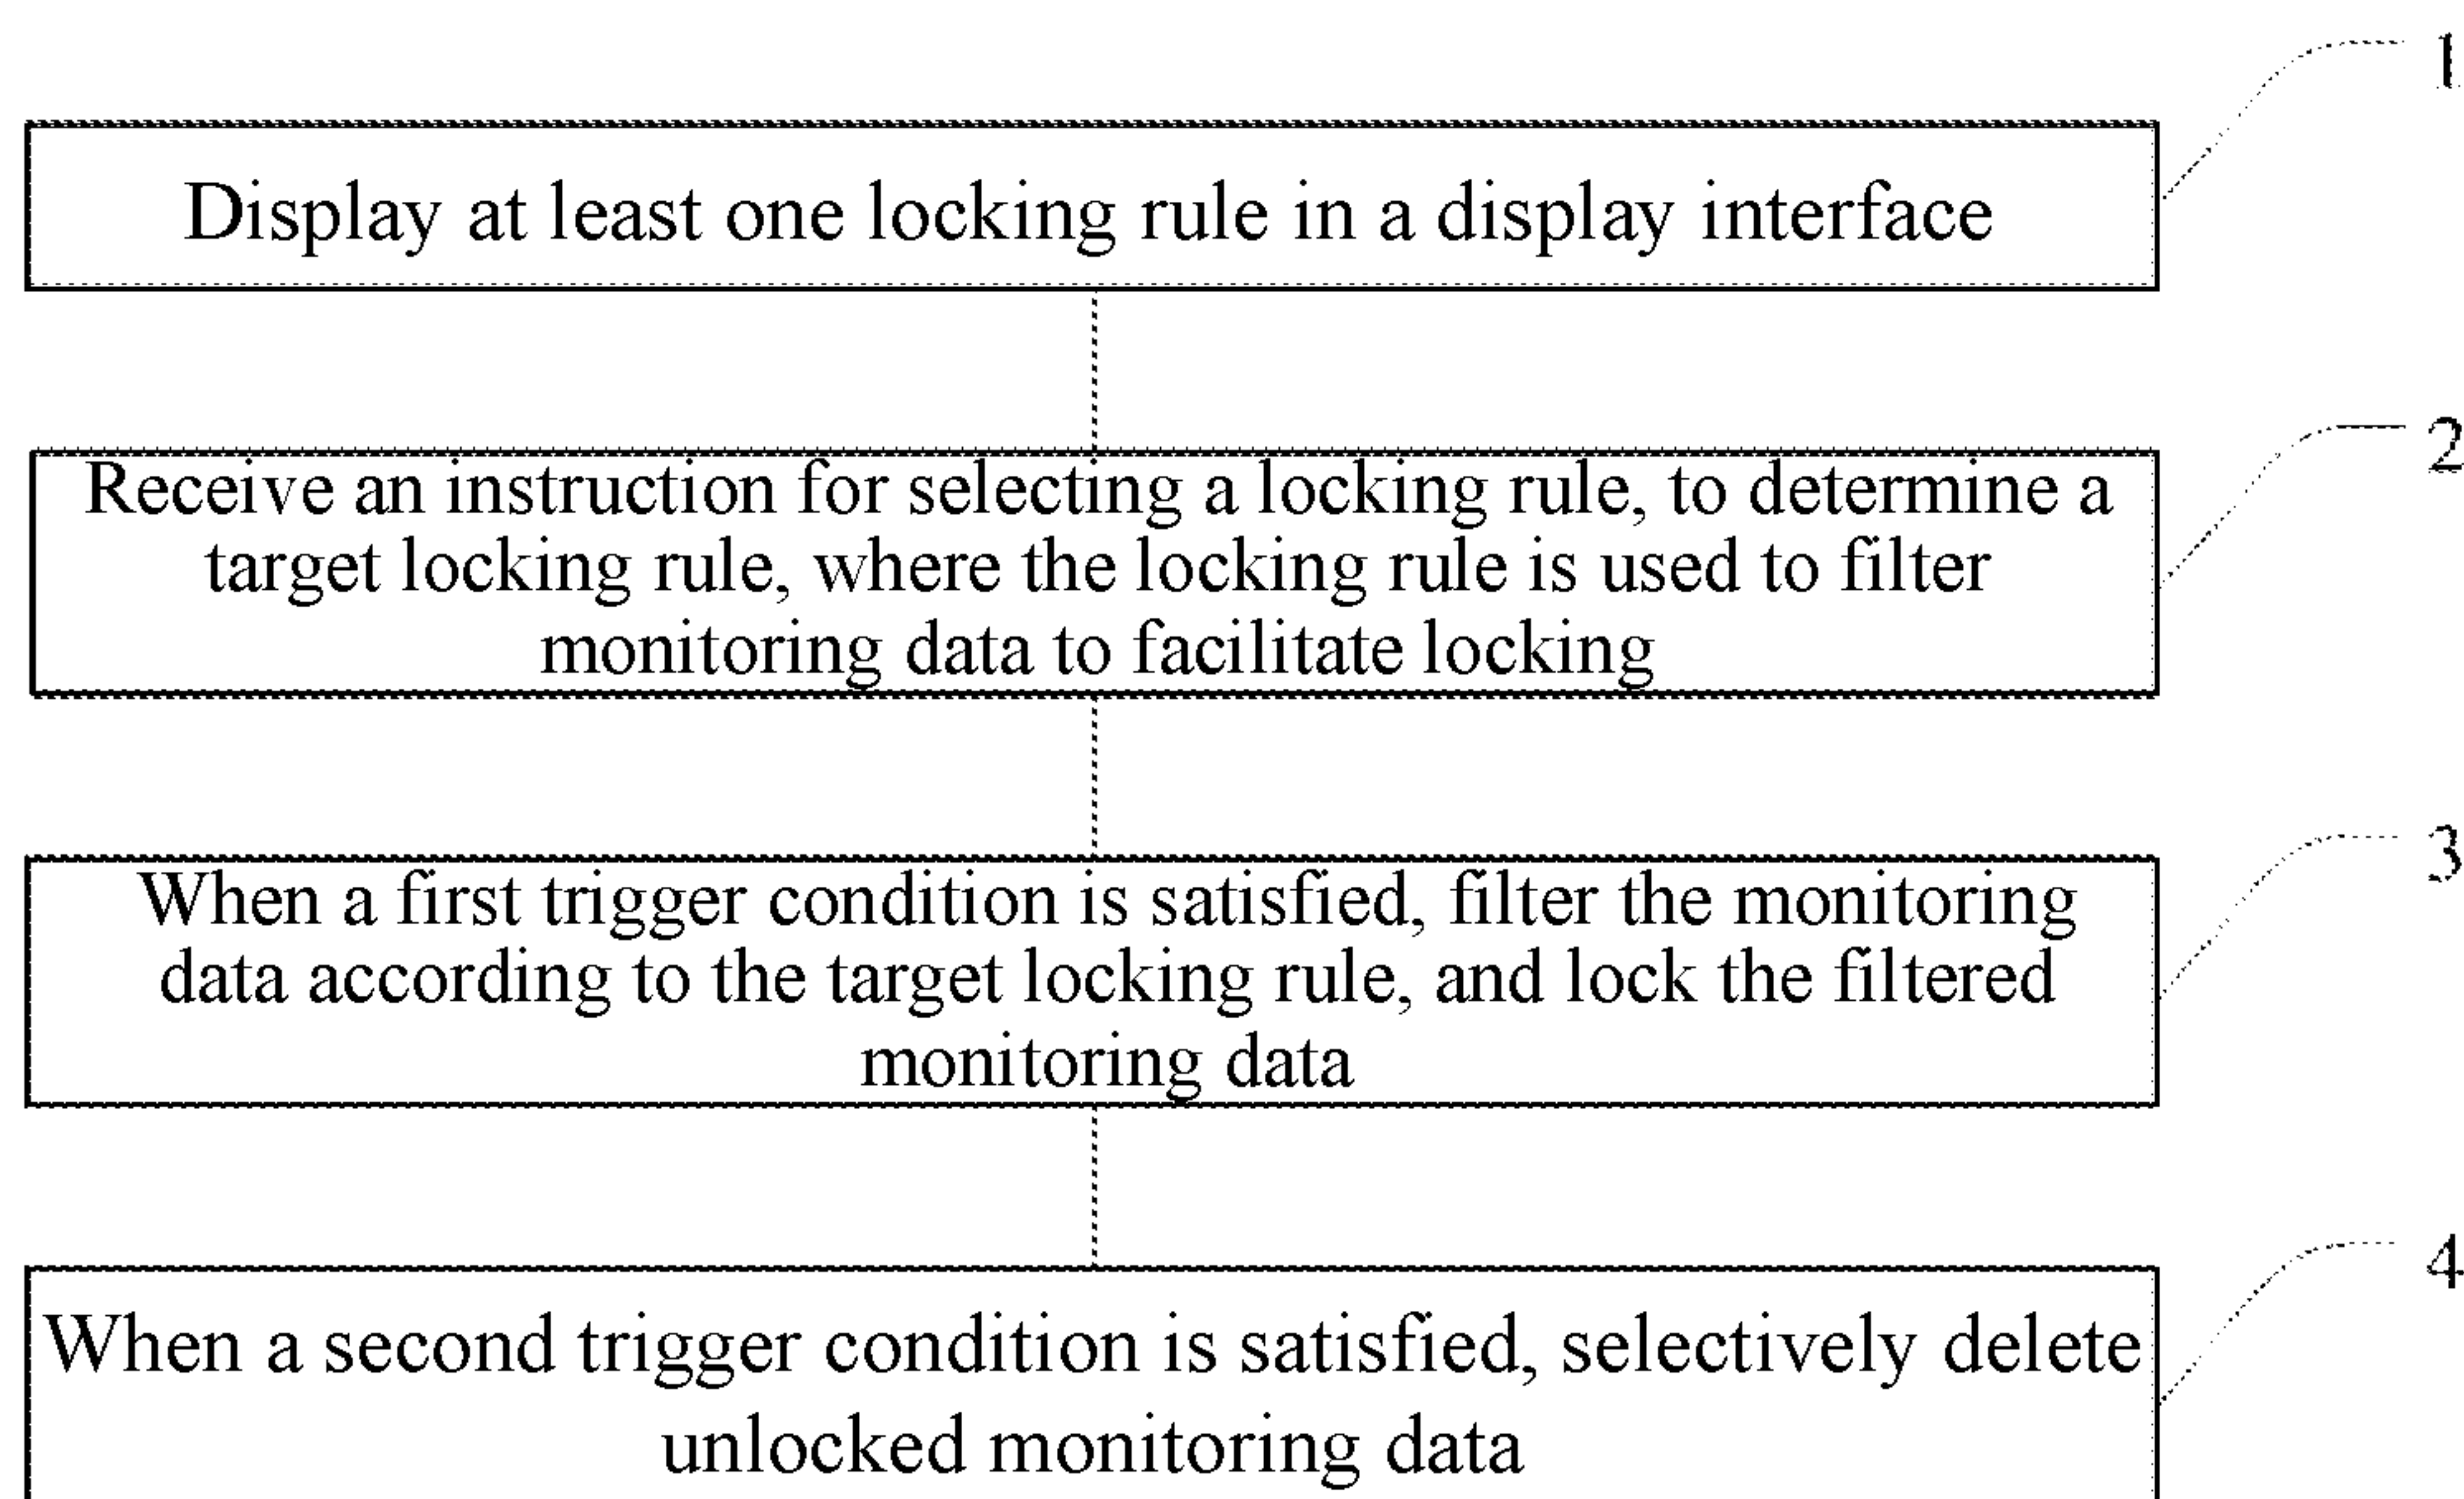 1
Display at least one locking rule in a display interface
2
Receive an instruction for selecting a locking rule, to determine a
target locking rule, where the locking rule is used to filter
monitoring data to facilitate locking
3
When a first trigger condition is satisfied, filter the monitoring
data according to the target locking rule, and lock the filtered
monitoring data
4
When a second trigger condition is satisfied, selectively delete
unlocked monitoring data